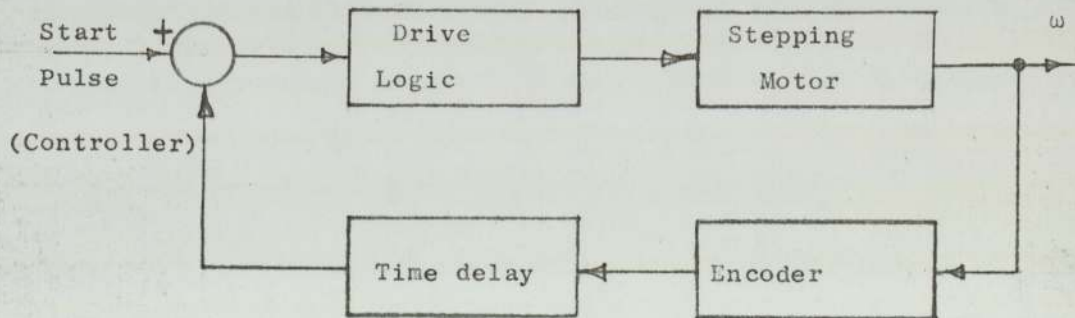 Start
Pulse
(Controller)
+
Drive
Logic
Stepping
Motor
ω
Time delay
Encoder